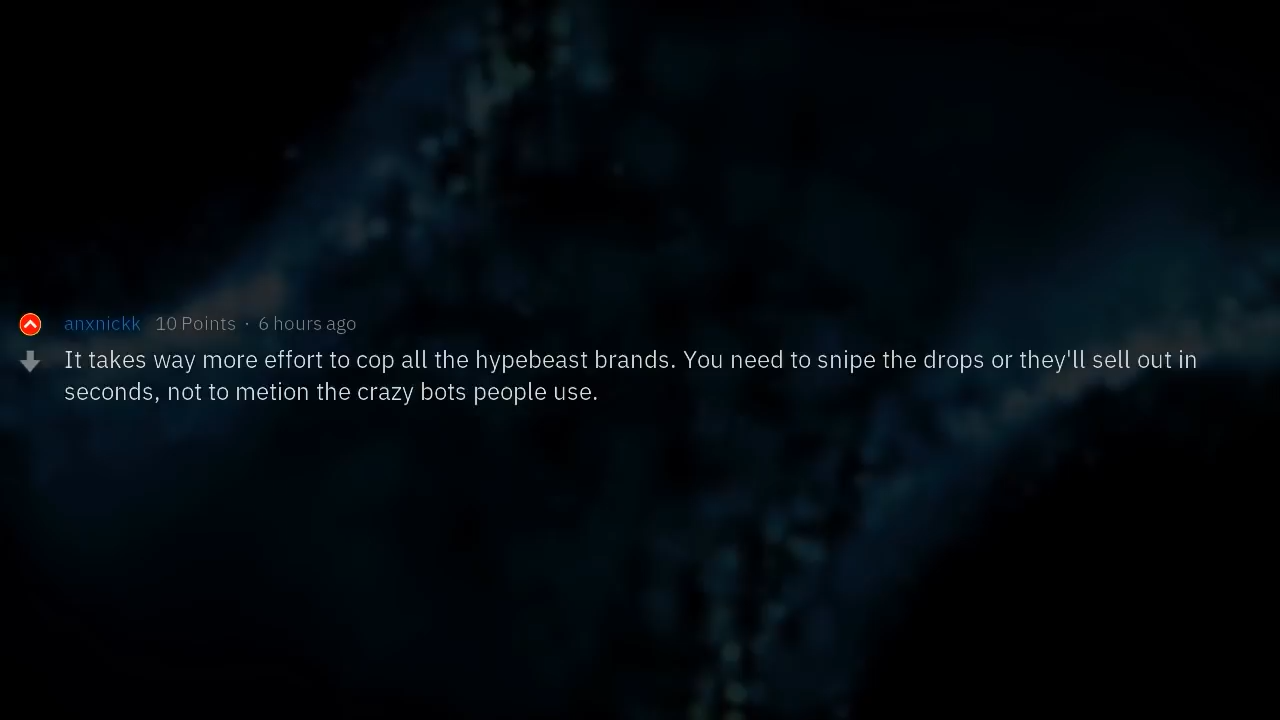 anxnickk 10 Points · 6 hours ago
It takes way more effort to cop all the hypebeast brands. You need to snipe the drops or they'll sell out in
seconds, not to metion the crazy bots people use.